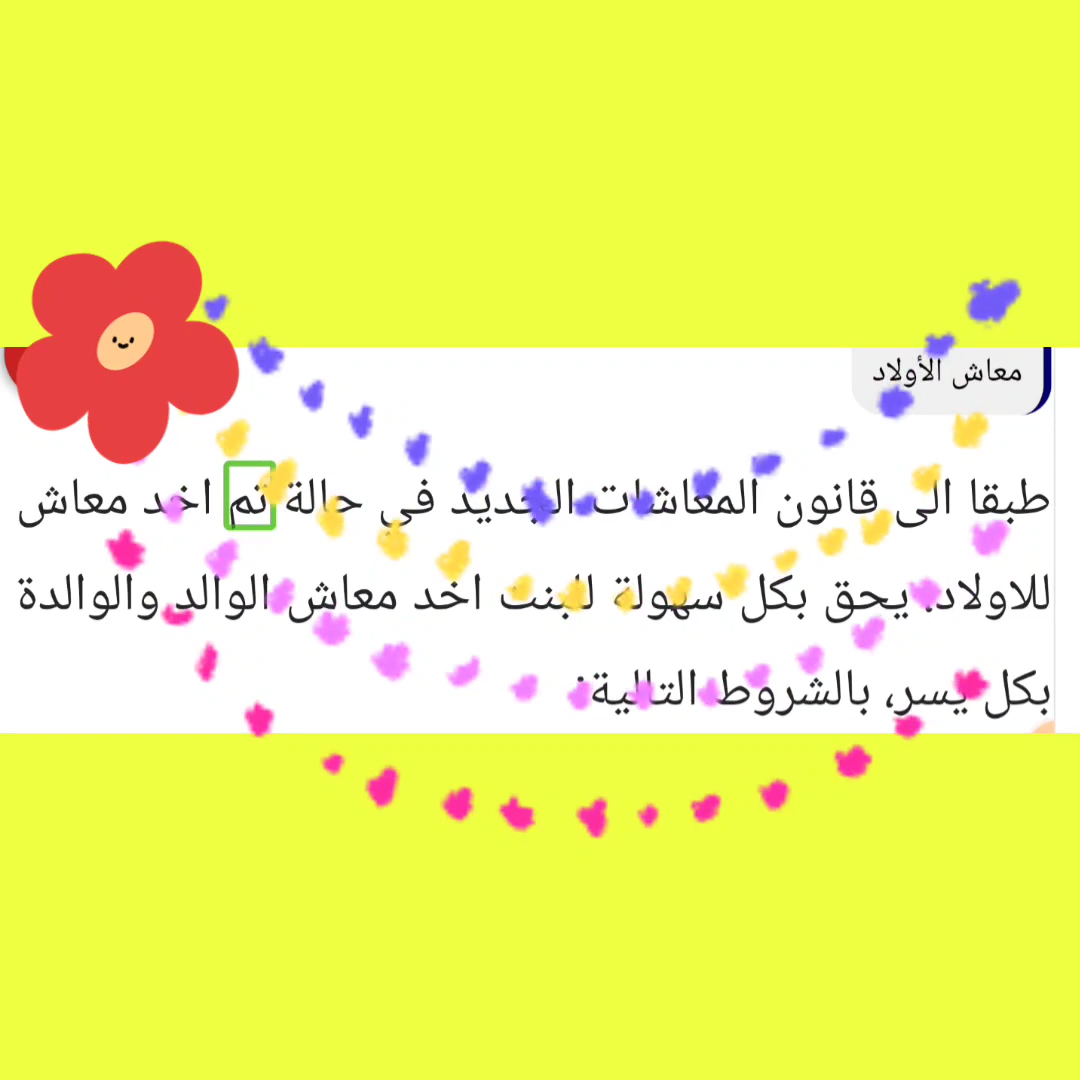 معاش الأولاد
طبقا الى قانون المعاشات الجديد في حالة تم اخد معاش
للاولاد، يحق بكل سهولة للبنت اخد معاش الوالد والوالدة
بكل يسر، بالشروط التالية: